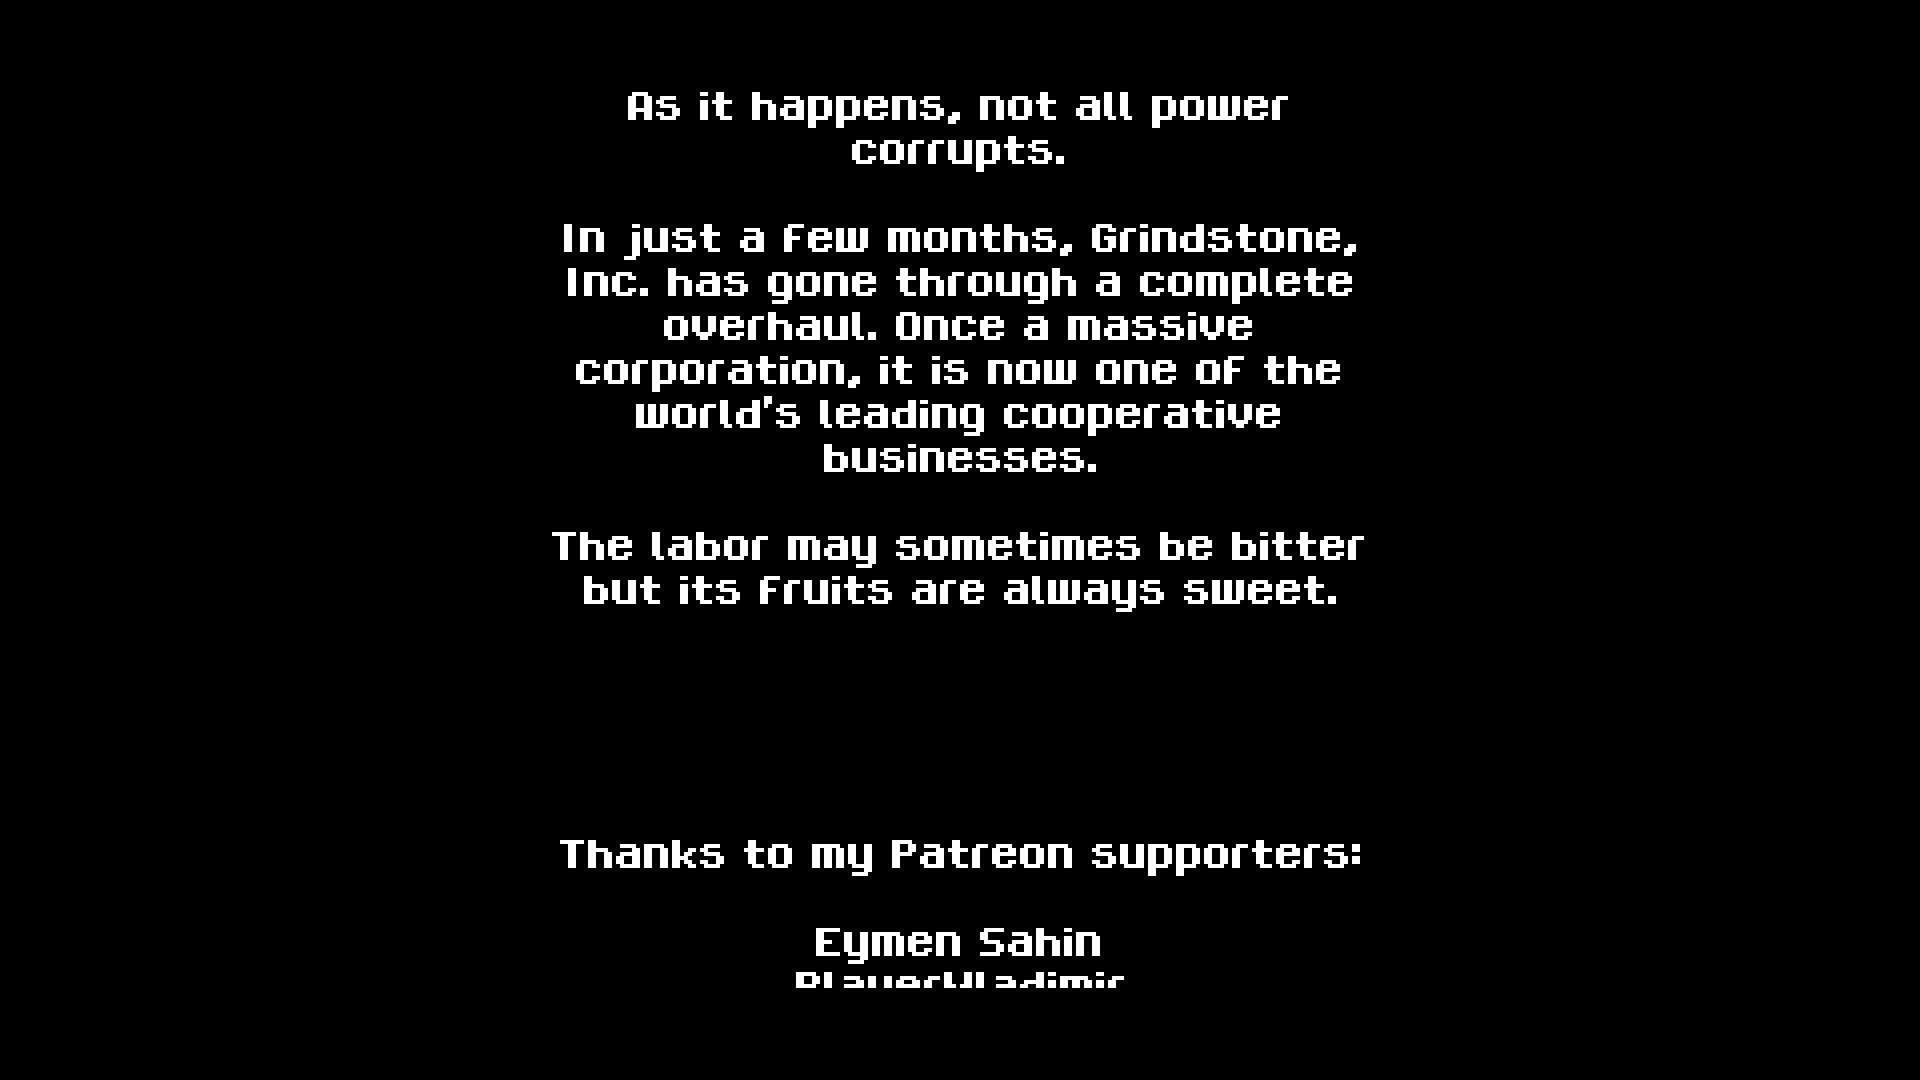 As it happens, not all power
corrupts.
In just a few months, Grindstone,
Inc. has gone through a complete
overhaul. Once a massive
corporation, it is now one of the
world's leading cooperative
businesses.
The labor may sometimes be bitter
but its fruits are always sweet.
Thanks to my Patreon supporters:
Eymen Sahin